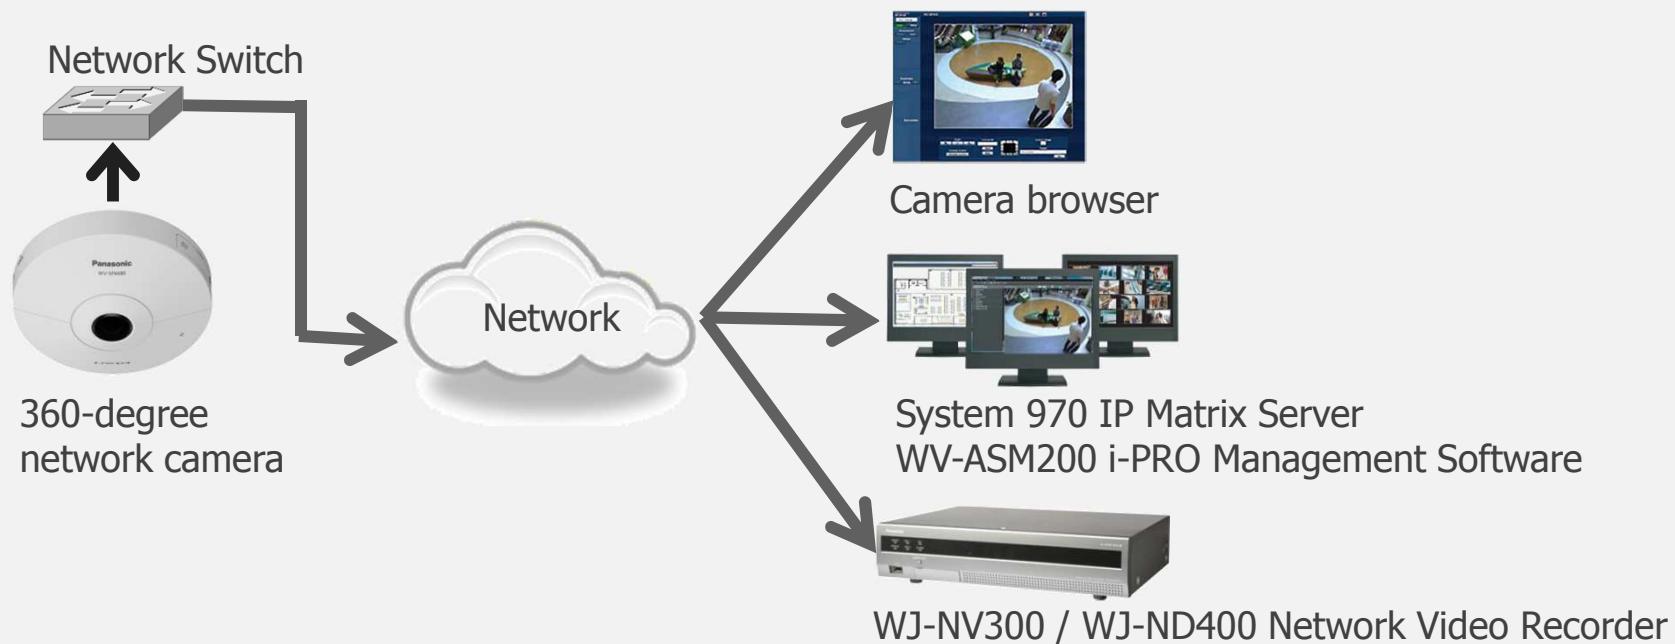 Network Switch
Panasonic
360-degree
network camera
Network
Camera browser
System 970 IP Matrix Server
WV-ASM200 i-PRO Management Software
WJ-NV300 / WJ-ND400 Network Video Recorder